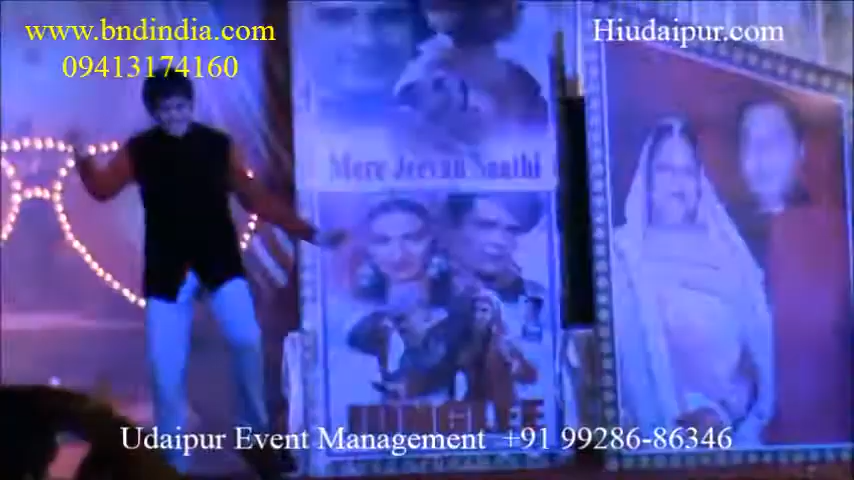 www.bndindia.com
Hiudaipur.com
09413174160
Mere Jeevan Saathi
JUNGLEE
Udaipur Event Management +91 99286-86346